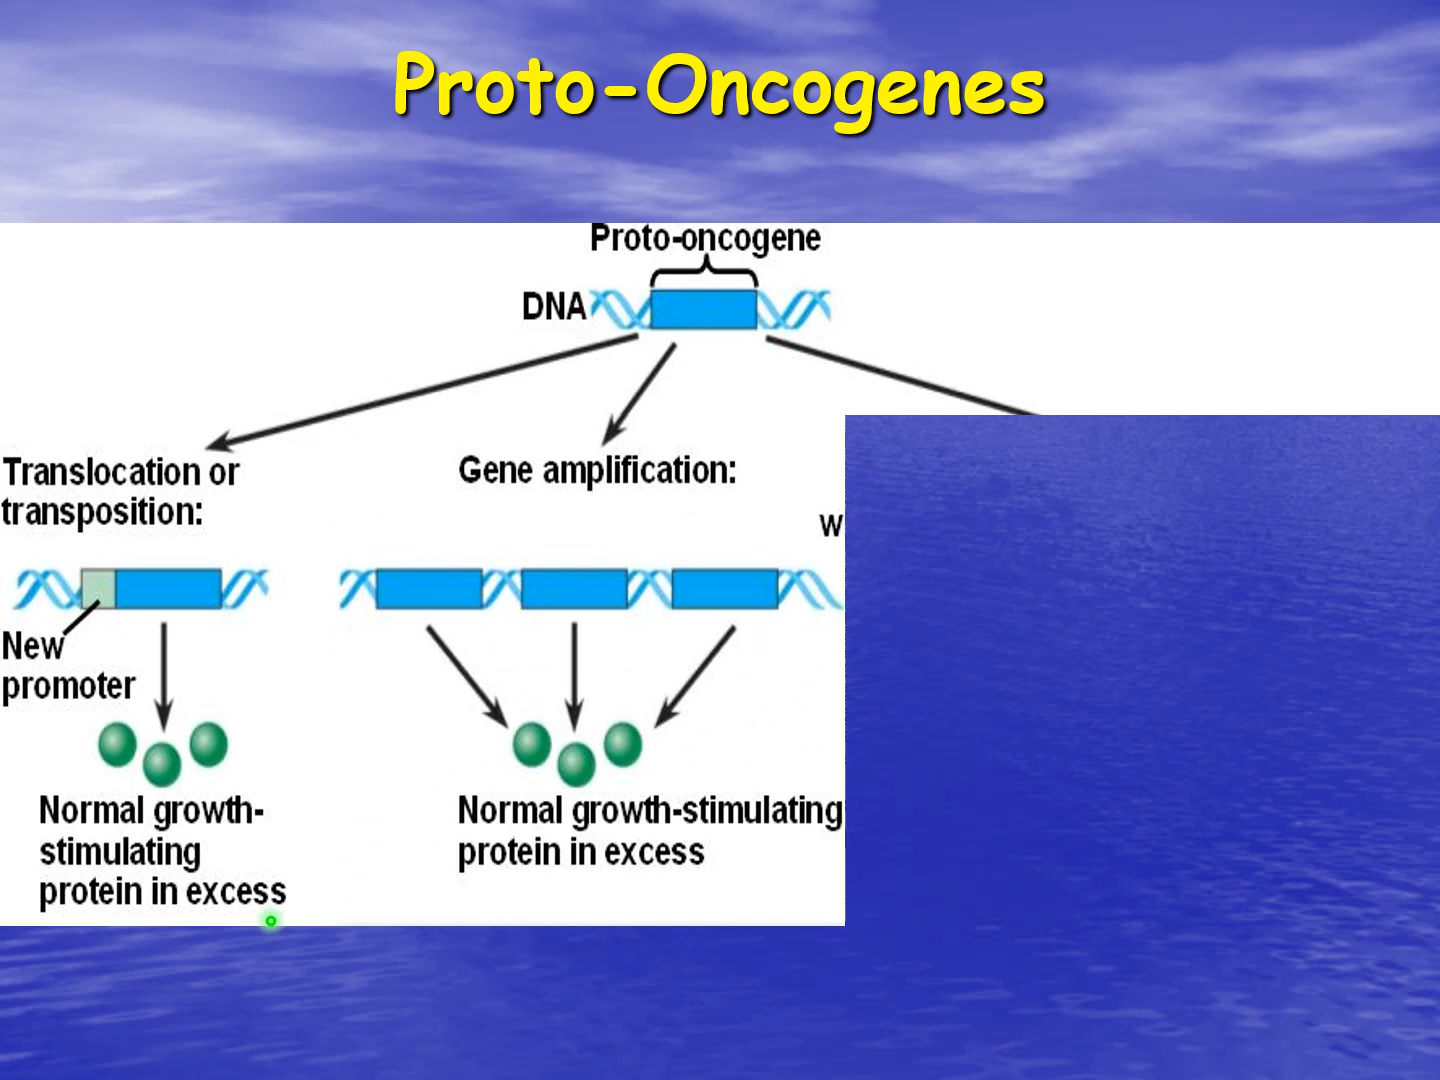 Proto-Oncogenes
Proto-oncogene
DNA
Translocation or
transposition:
Gene amplification:
w
New
promoter
Normal growth-
stimulating
protein in excess
Normal growth-stimulating
protein in excess